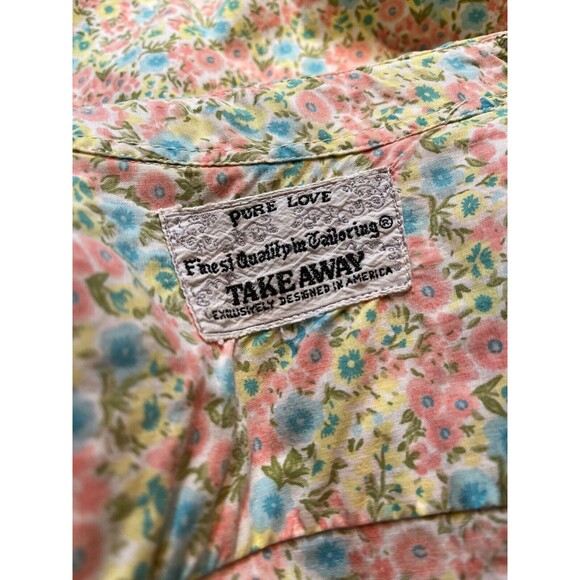 PURE LOVE
Finest Quality in Tailoring®
TAKE AWAY
EXCLUSIVELY DESIGNED IN AMERICA